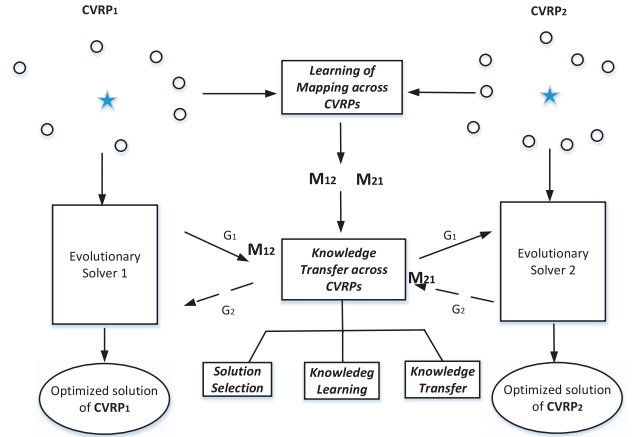 CVRP1
CVRP2
Learning of
Mapping across
CVRPs
M12 M21
Evolutionary
Solver 1
G1
M12
G2
Knowledge
Transfer across
CVRPs
G1
M21
G2
Evolutionary
Solver 2
Solution
Selection
Knowledeg
Learning
Knowledge
Transfer
Optimized solution
of CVRP1
Optimized solution
of CVRP2